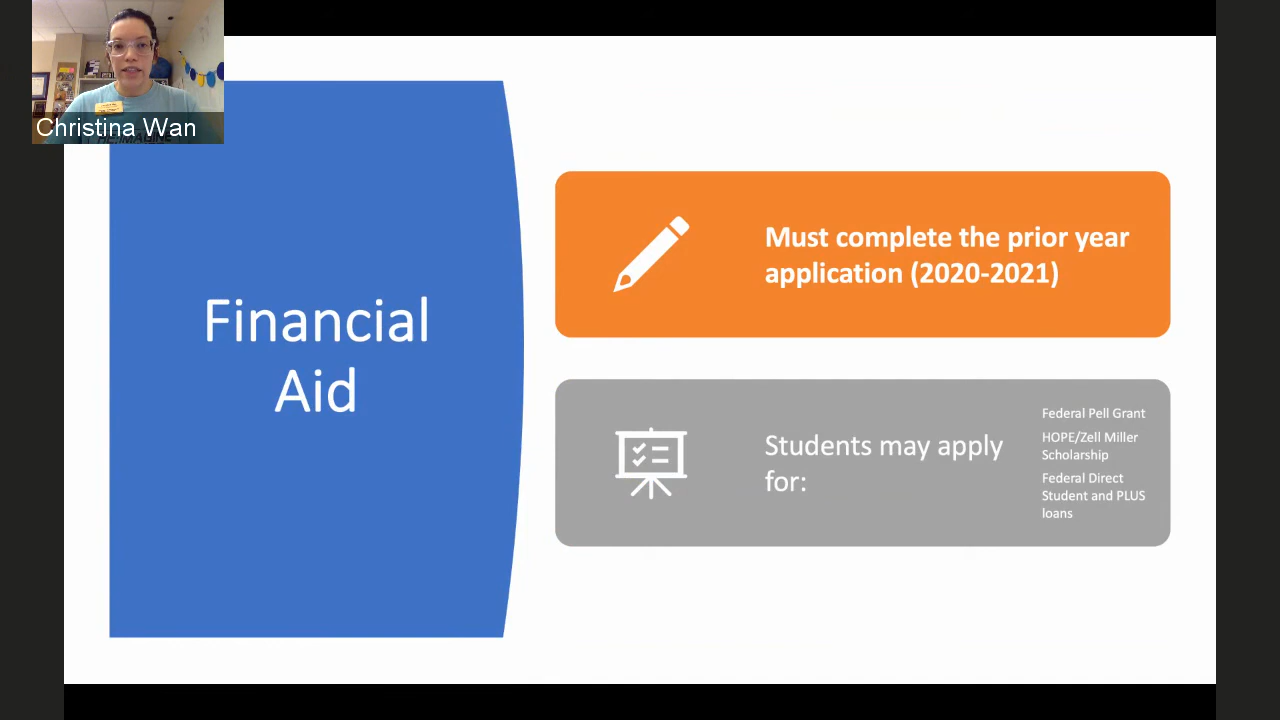 Christina Wan
Financial
Aid
Must complete the prior year
application (2020-2021)
Students may apply
for:
Federal Pell Grant
HOPE/Zell Miller
Scholarship
Federal Direct
Student and PLUS
loans